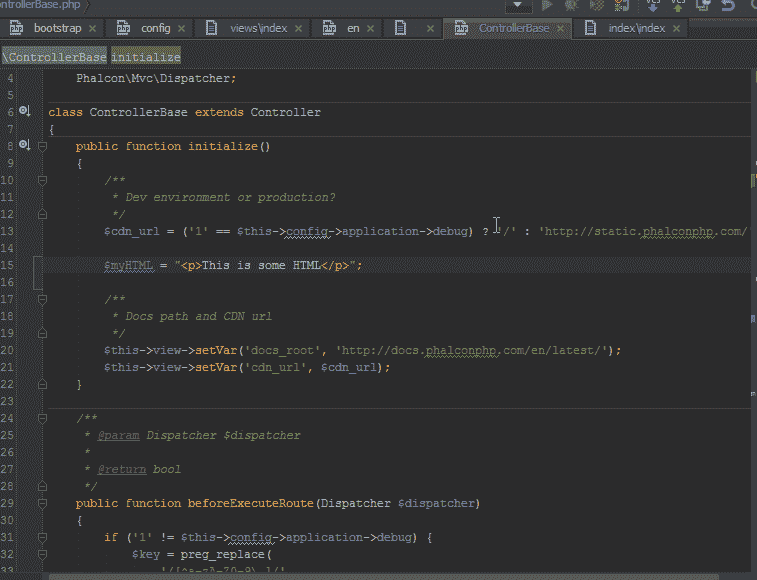 ontrollerBase.php
bootstrap config views\index en ControllerBase index\index
\ControllerBase initialize
4 Phalcon\Mvc\Dispatcher;
5
6 class ControllerBase extends Controller
7 {
8 public function initialize()
9 {
10 /**
11 * Dev environment or production?
12 */
13 $cdn_url = ('1' == $this->config->application->debug) ? '/' : 'http://static.phalconphp.com/
14
15 $myHTML = "<p>This is some HTML</p>";
16
17 /**
18 * Docs path and CDN url
19 */
20 $this->view->setVar('docs_root', 'http://docs.phalconphp.com/en/latest/');
21 $this->view->setVar('cdn_url', $cdn_url);
22 }
23
24 /**
25 * @param Dispatcher $dispatcher
26 *
27 * @return bool
28 */
29 public function beforeExecuteRoute(Dispatcher $dispatcher)
30 {
31 if ('1' != $this->config->application->debug) {
32 $key = preg_replace(
33